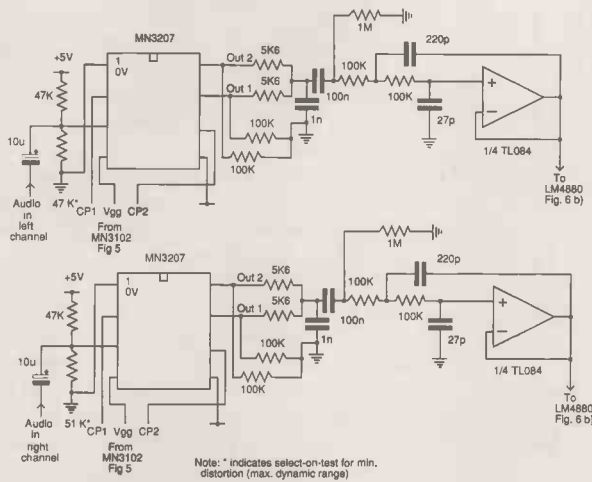 MN3207
+5V
1
0V
47K
10u
Audio
in
left
channel
47 K*
CP1
Vgg
CP2
From
MN3102
Fig 5
Out 2
5K6
Out 1
5K6
100K
100K
1n
100n
1M
100K
220p
100K
27p
+
−
1/4 TL084
To
LM4880
Fig. 6 b)
MN3207
+5V
1
0V
47K
10u
Audio
in
right
channel
51 K*
CP1
Vgg
CP2
From
MN3102
Fig 5
Out 2
5K6
Out 1
5K6
100K
100K
1n
100n
1M
100K
220p
100K
27p
+
−
1/4 TL084
To
LM4880
Fig. 6 b)
Note: * indicates select-on-test for min.
distortion (max. dynamic range)